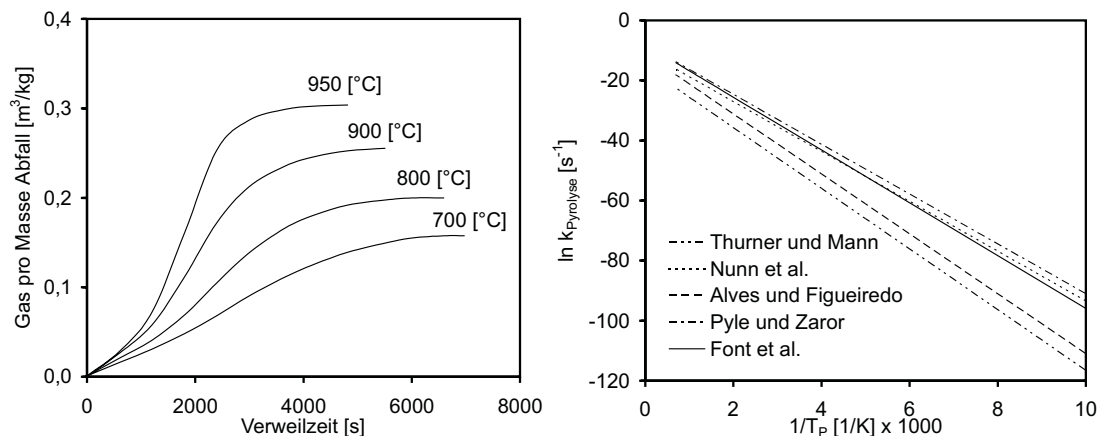 Gas pro Masse Abfall [m³/kg]
0,4
0,3
0,2
0,1
0,0
950 [°C]
900 [°C]
800 [°C]
700 [°C]
0 2000 4000 6000 8000
Verweilzeit [s]
ln kPyrolyse [s⁻¹]
0
-20
-40
-60
-80
-100
-120
Thurner und Mann
Nunn et al.
Alves und Figueiredo
Pyle und Zaror
Font et al.
0 2 4 6 8 10
1/TP [1/K] x 1000